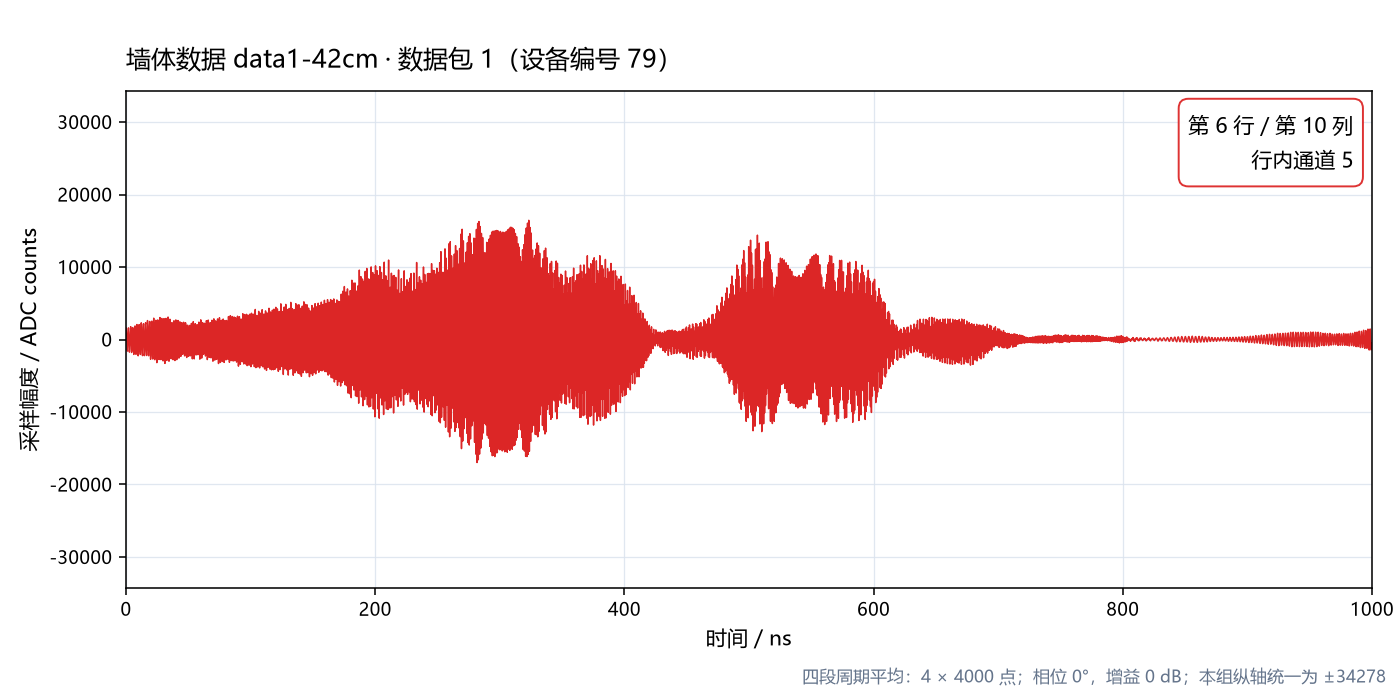 墙体数据 data1-42cm · 数据包 1（设备编号 79）
第 6 行 / 第 10 列
行内通道 5
30000
20000
10000
0
-10000
-20000
-30000
采样幅度 / ADC counts
0 200 400 600 800 1000
时间 / ns
四段周期平均：4 × 4000 点；相位 0°，增益 0 dB；本组纵轴统一为 ±34278